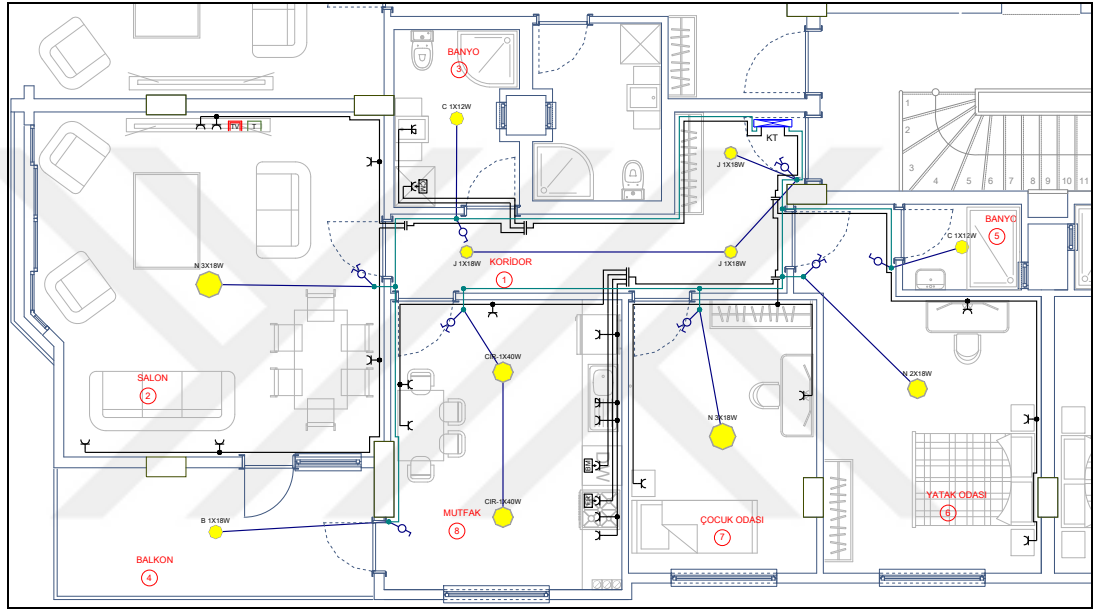 BANYO
3
C 1X12W
TV
T
KT
J 1X18W
1
2
3
4
5
6
7
8
9
10
11
BANYO
5
C 1X12W
N 3X18W
J 1X18W
KORİDOR
1
J 1X18W
SALON
2
CIR-1X40W
CIR-1X40W
MUTFAK
8
BM
N 3X18W
ÇOCUK ODASI
7
N 2X18W
YATAK ODASI
6
B 1X18W
BALKON
4